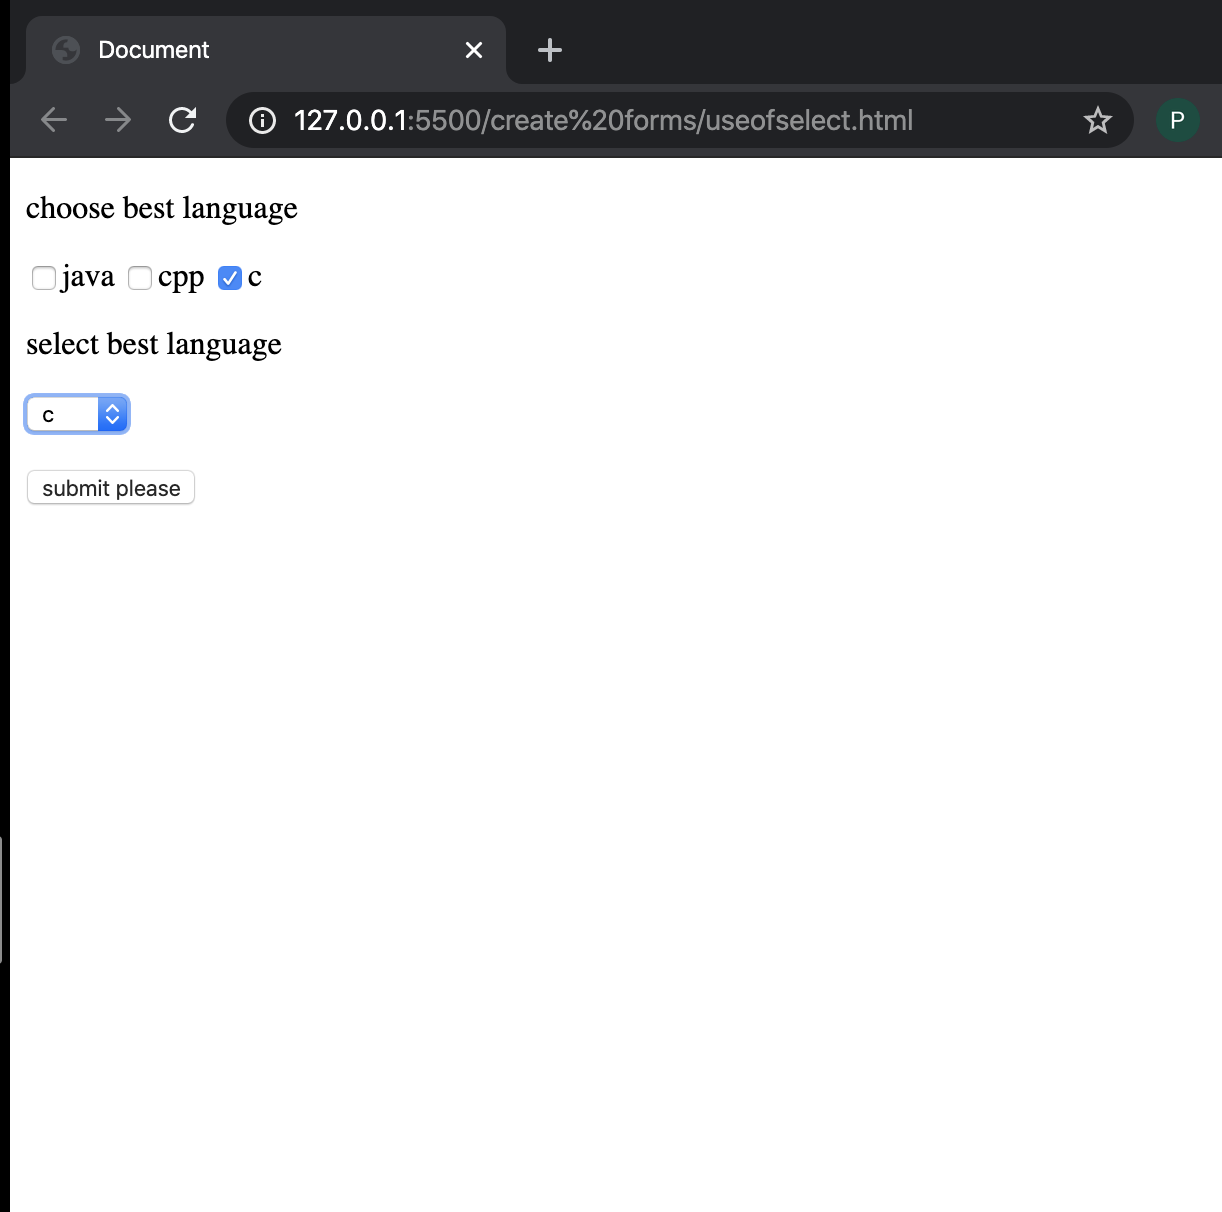 Document
127.0.0.1:5500/create%20forms/useofselect.html
P
choose best language
java cpp c
select best language
c
submit please